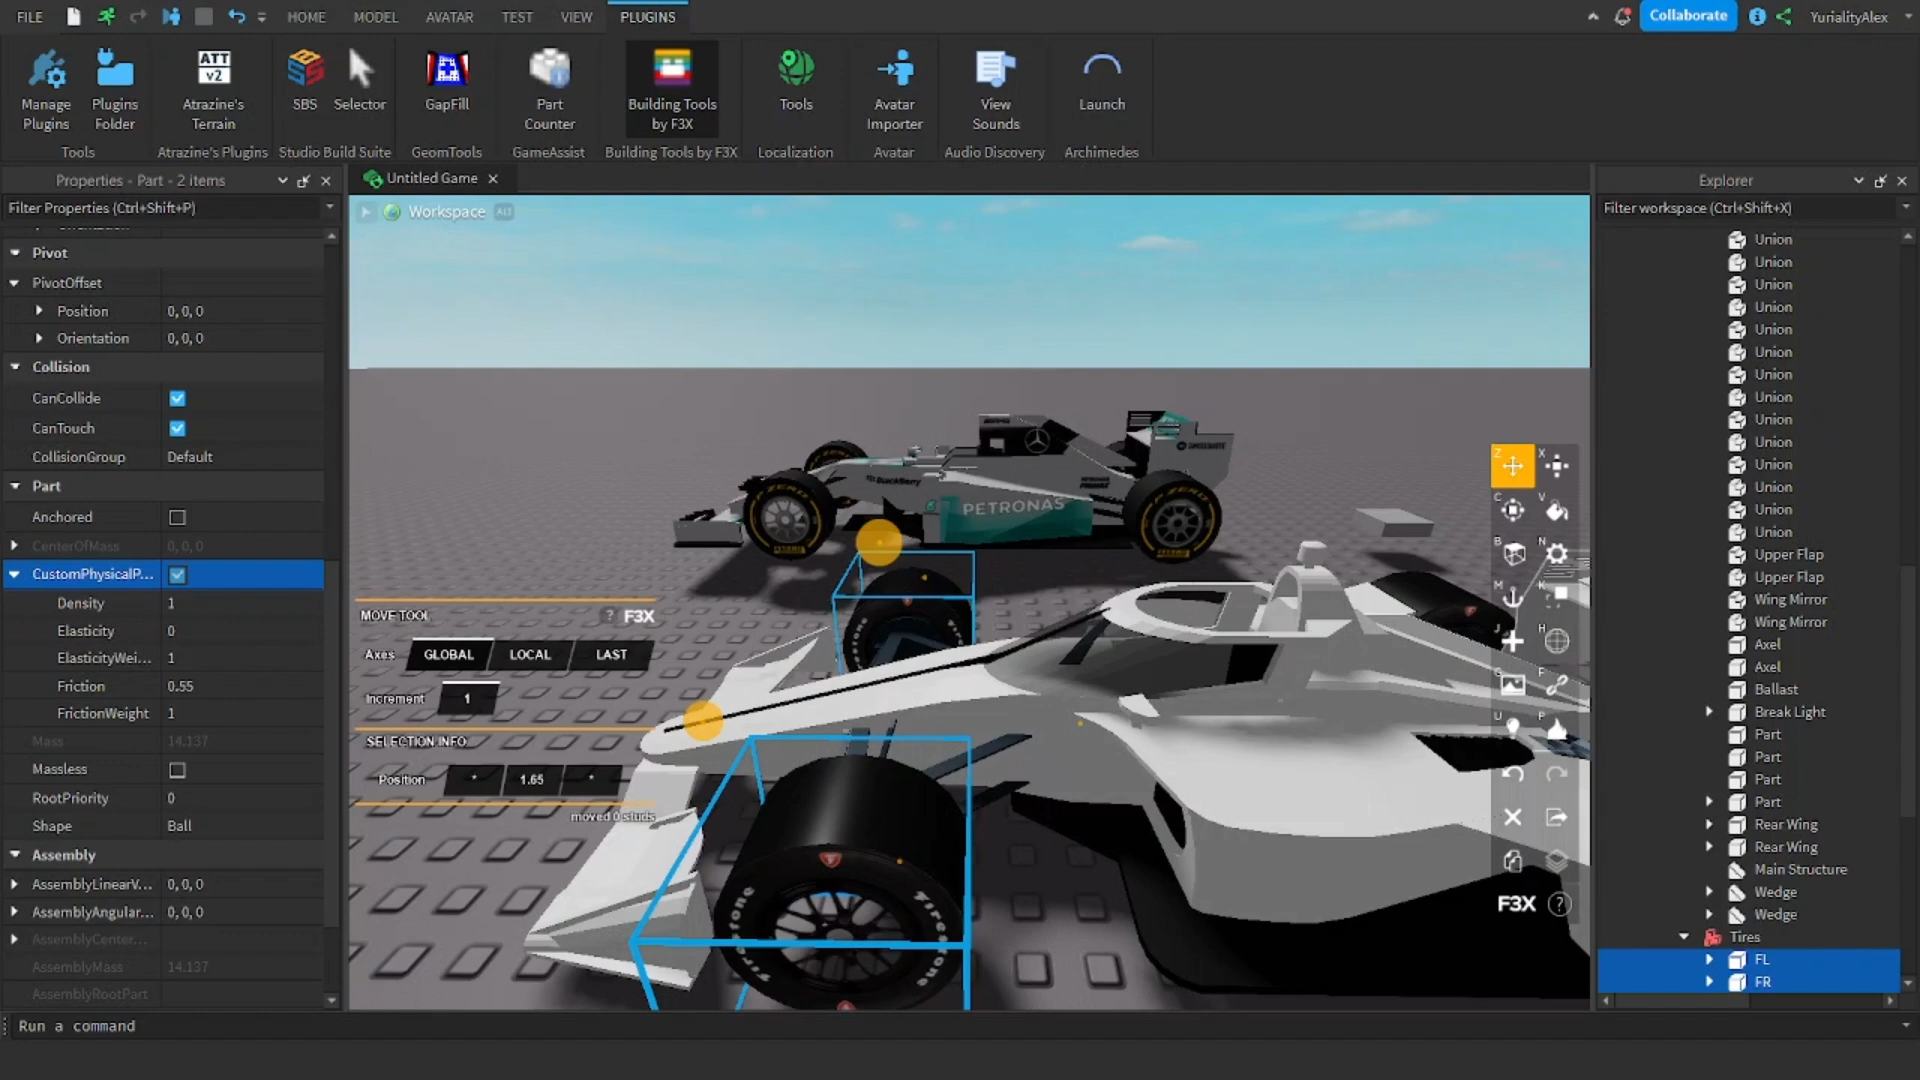 FILE HOME MODEL AVATAR TEST VIEW PLUGINS Collaborate YurialityAlex
Manage Plugins
Plugins Folder
ATT v2
Atrazine's Terrain
SBS
Selector
GapFill
Part Counter
Building Tools by F3X
Tools
Avatar Importer
View Sounds
Launch
Tools Atrazine's Plugins Studio Build Suite GeomTools GameAssist Building Tools by F3X Localization Avatar Audio Discovery Archimedes
Properties - Part - 2 items
Filter Properties (Ctrl+Shift+P)
Pivot
PivotOffset
Position 0, 0, 0
Orientation 0, 0, 0
Collision
CanCollide
CanTouch
CollisionGroup Default
Part
Anchored
CenterOfMass 0, 0, 0
CustomPhysicalP...
Density 1
Elasticity 0
ElasticityWei... 1
Friction 0.55
FrictionWeight 1
Mass 14.137
Massless
RootPriority 0
Shape Ball
Assembly
AssemblyLinearV... 0, 0, 0
AssemblyAngular... 0, 0, 0
AssemblyCenter...
AssemblyMass 14.137
AssemblyRootPart
Untitled Game
Workspace ALT
BlackBerry
PETRONAS
P ZERO
P ZERO
MOVE TOOL ? F3X
Axes GLOBAL LOCAL LAST
Increment 1
SELECTION INFO
Position * 1.65 *
moved 0 studs
Firestone
Firestone
Z X
C V
B N
M
J H
G F
U P
F3X ?
Explorer
Filter workspace (Ctrl+Shift+X)
Union
Union
Union
Union
Union
Union
Union
Union
Union
Union
Union
Union
Union
Union
Upper Flap
Upper Flap
Wing Mirror
Wing Mirror
Axel
Axel
Ballast
Break Light
Part
Part
Part
Part
Rear Wing
Rear Wing
Main Structure
Wedge
Wedge
Tires
FL
FR
Run a command